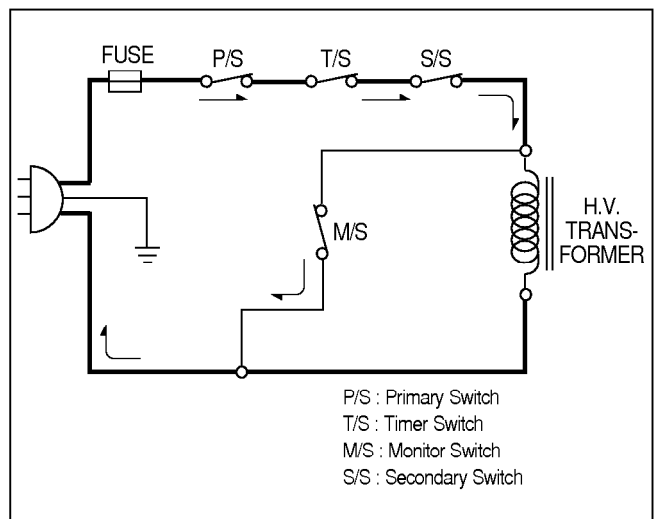 FUSE
P/S
T/S
S/S
M/S
H.V.
TRANS-
FORMER
P/S : Primary Switch
T/S : Timer Switch
M/S : Monitor Switch
S/S : Secondary Switch